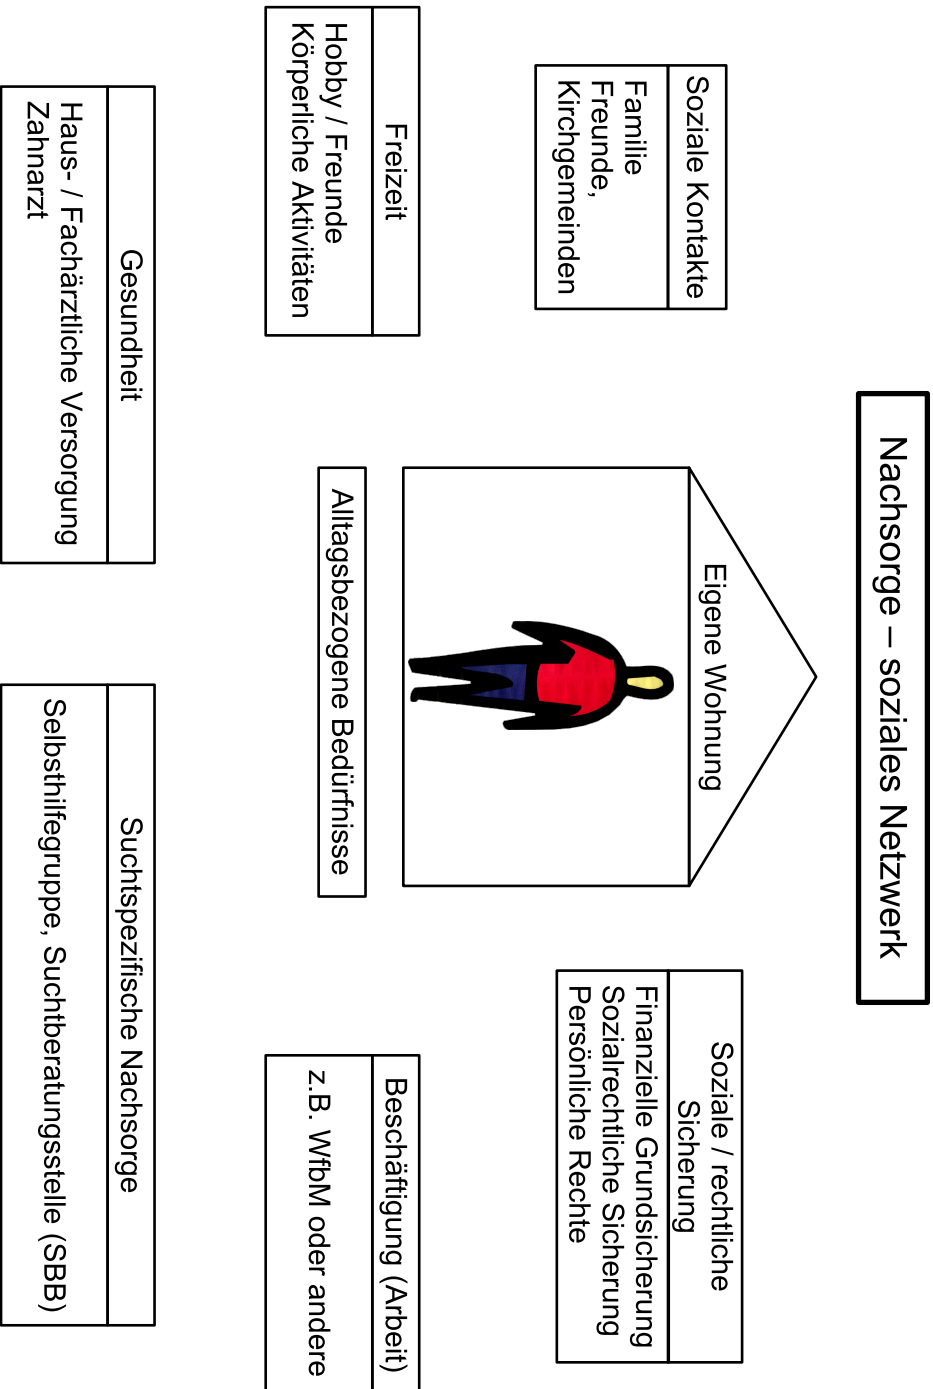 Nachsorge – soziales Netzwerk
Soziale Kontakte
Familie
Freunde,
Kirchgemeinden
Eigene Wohnung
Soziale / rechtliche
Sicherung
Finanzielle Grundsicherung
Sozialrechtliche Sicherung
Persönliche Rechte
Freizeit
Hobby / Freunde
Körperliche Aktivitäten
Alltagsbezogene Bedürfnisse
Beschäftigung (Arbeit)
z.B. WfbM oder andere
Gesundheit
Haus- / Fachärztliche Versorgung
Zahnarzt
Suchtspezifische Nachsorge
Selbsthilfegruppe, Suchtberatungsstelle (SBB)